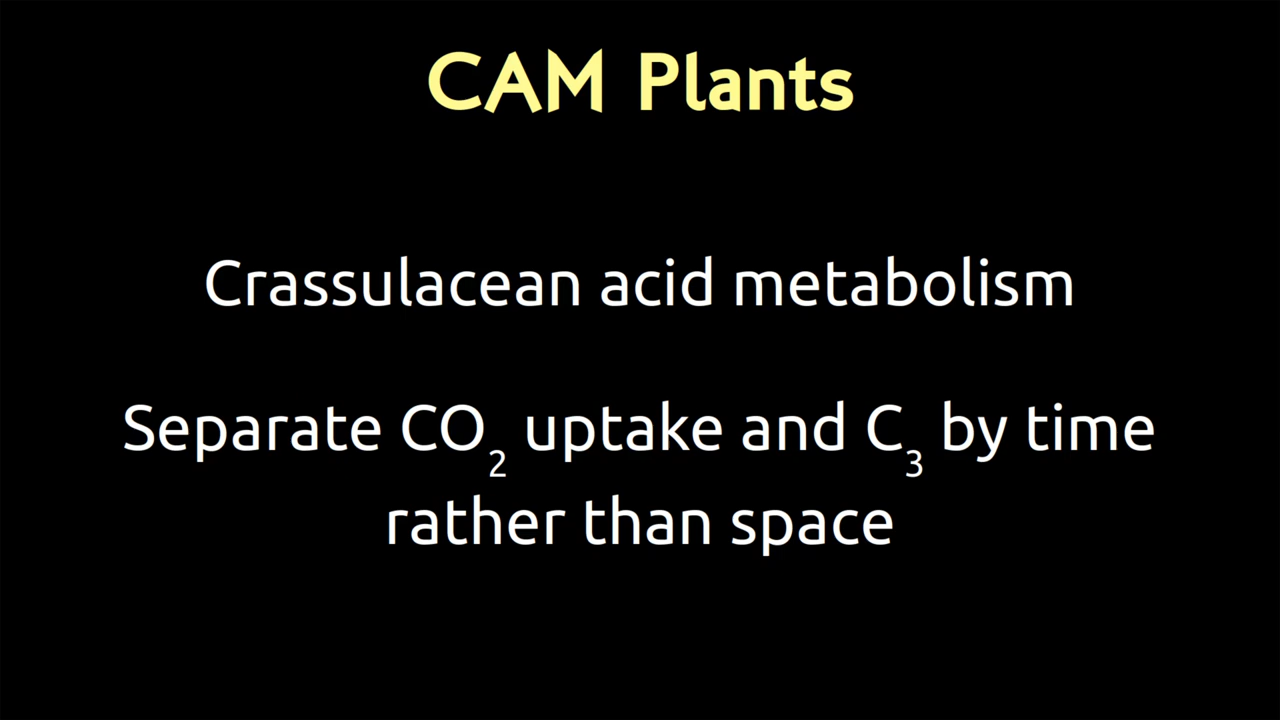 CAM Plants
Crassulacean acid metabolism
Separate CO₂ uptake and C₃ by time
rather than space